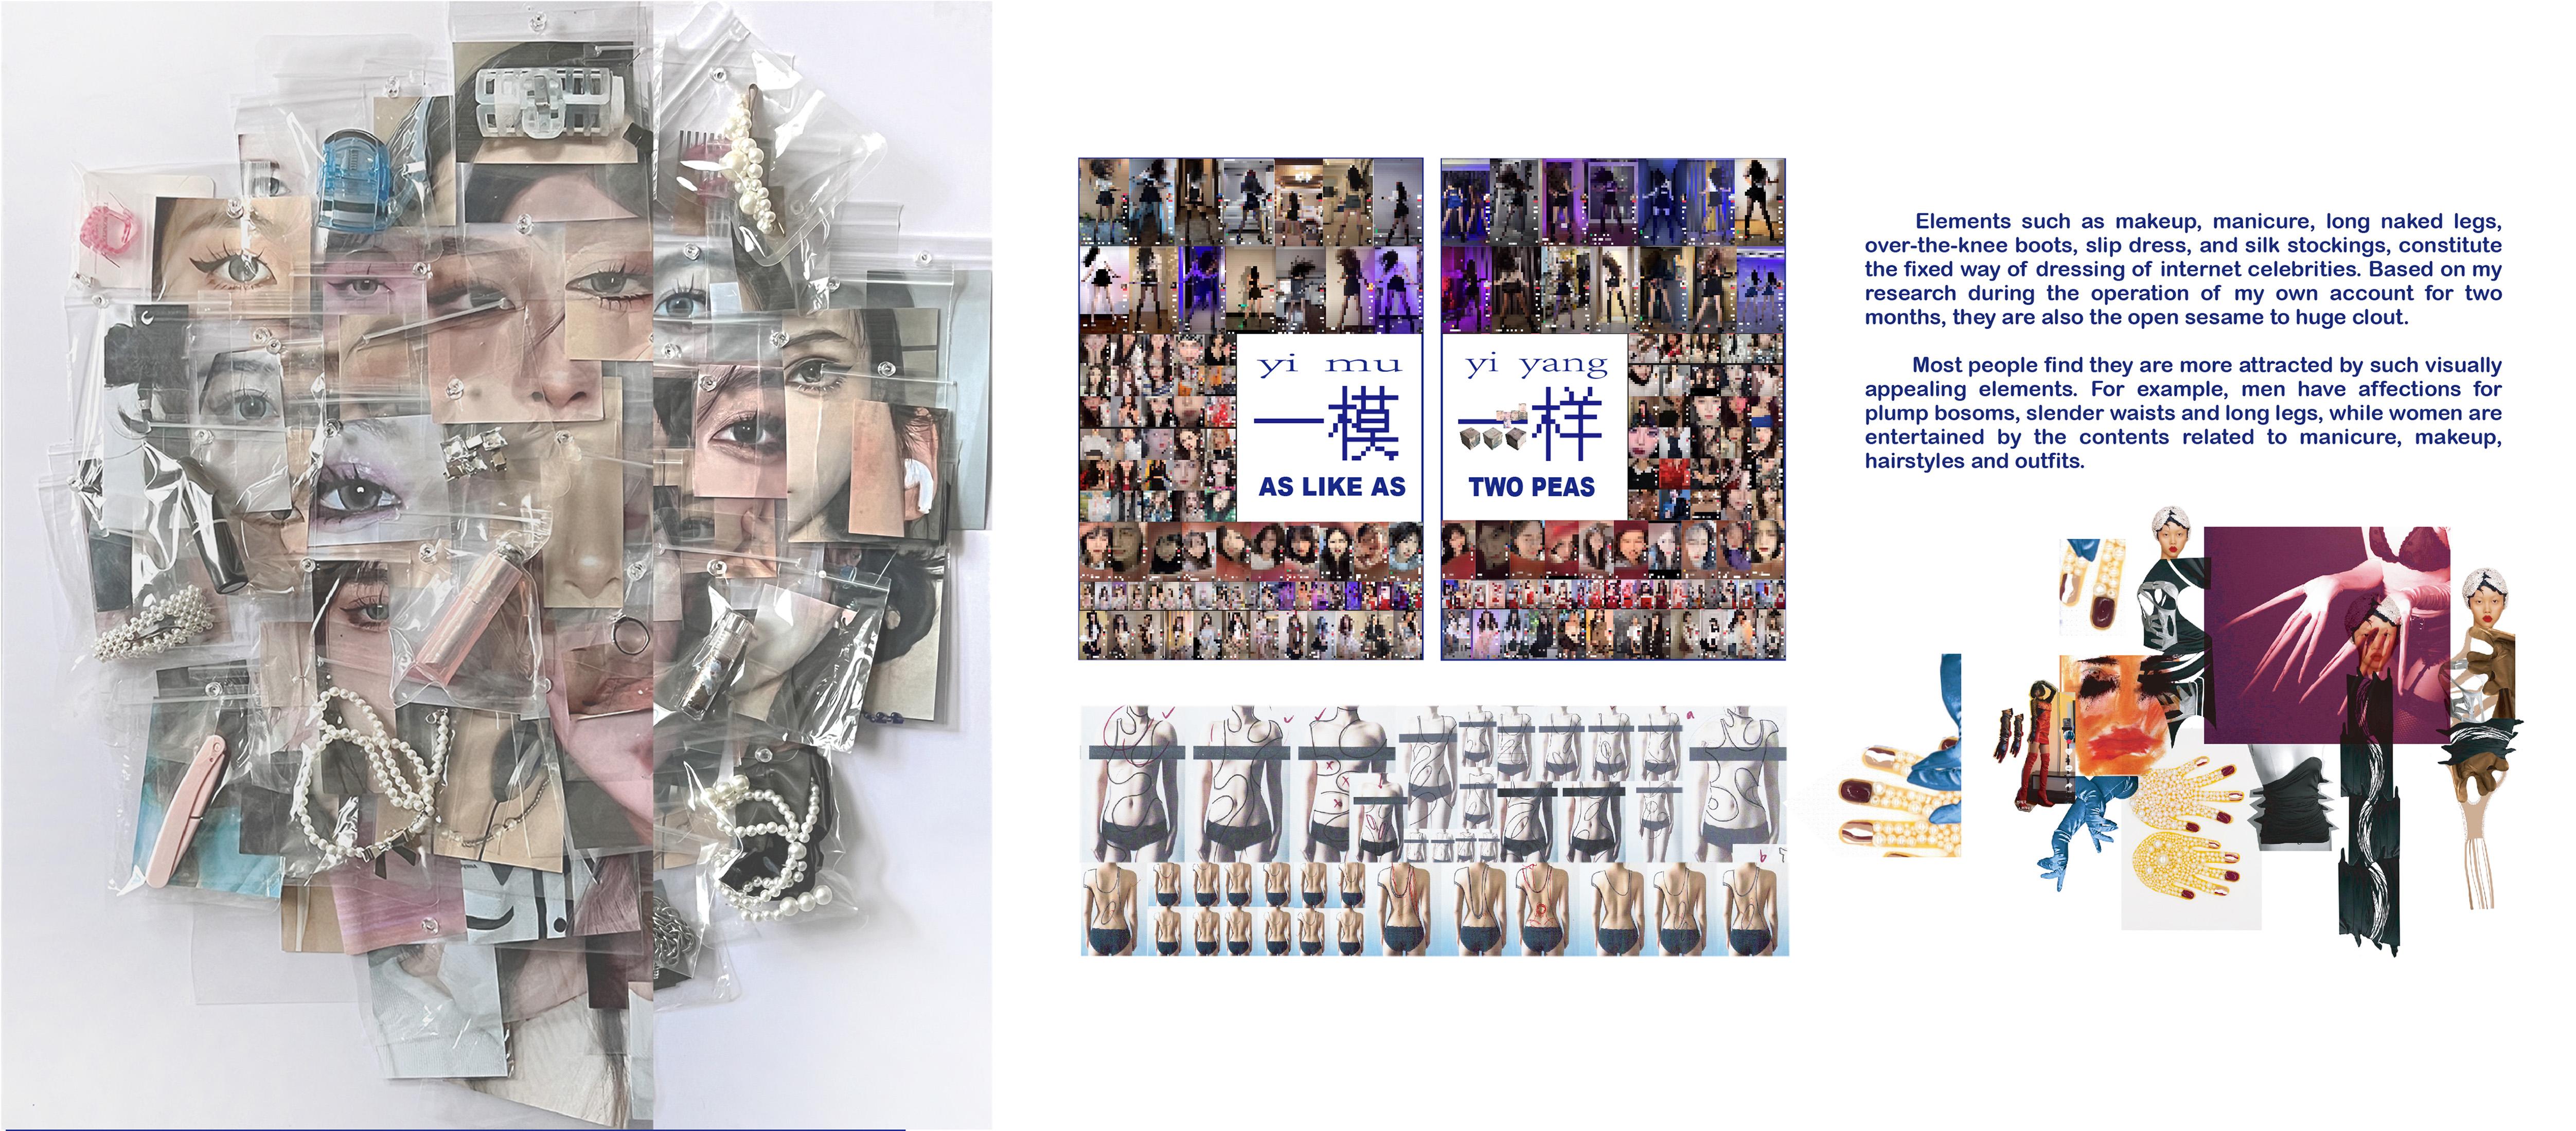 yi mu
一模
AS LIKE AS
yi yang
一样
TWO PEAS
Elements such as makeup, manicure, long naked legs,
over-the-knee boots, slip dress, and silk stockings, constitute
the fixed way of dressing of internet celebrities. Based on my
research during the operation of my own account for two
months, they are also the open sesame to huge clout.
Most people find they are more attracted by such visually
appealing elements. For example, men have affections for
plump bosoms, slender waists and long legs, while women are
entertained by the contents related to manicure, makeup,
hairstyles and outfits.
a
b